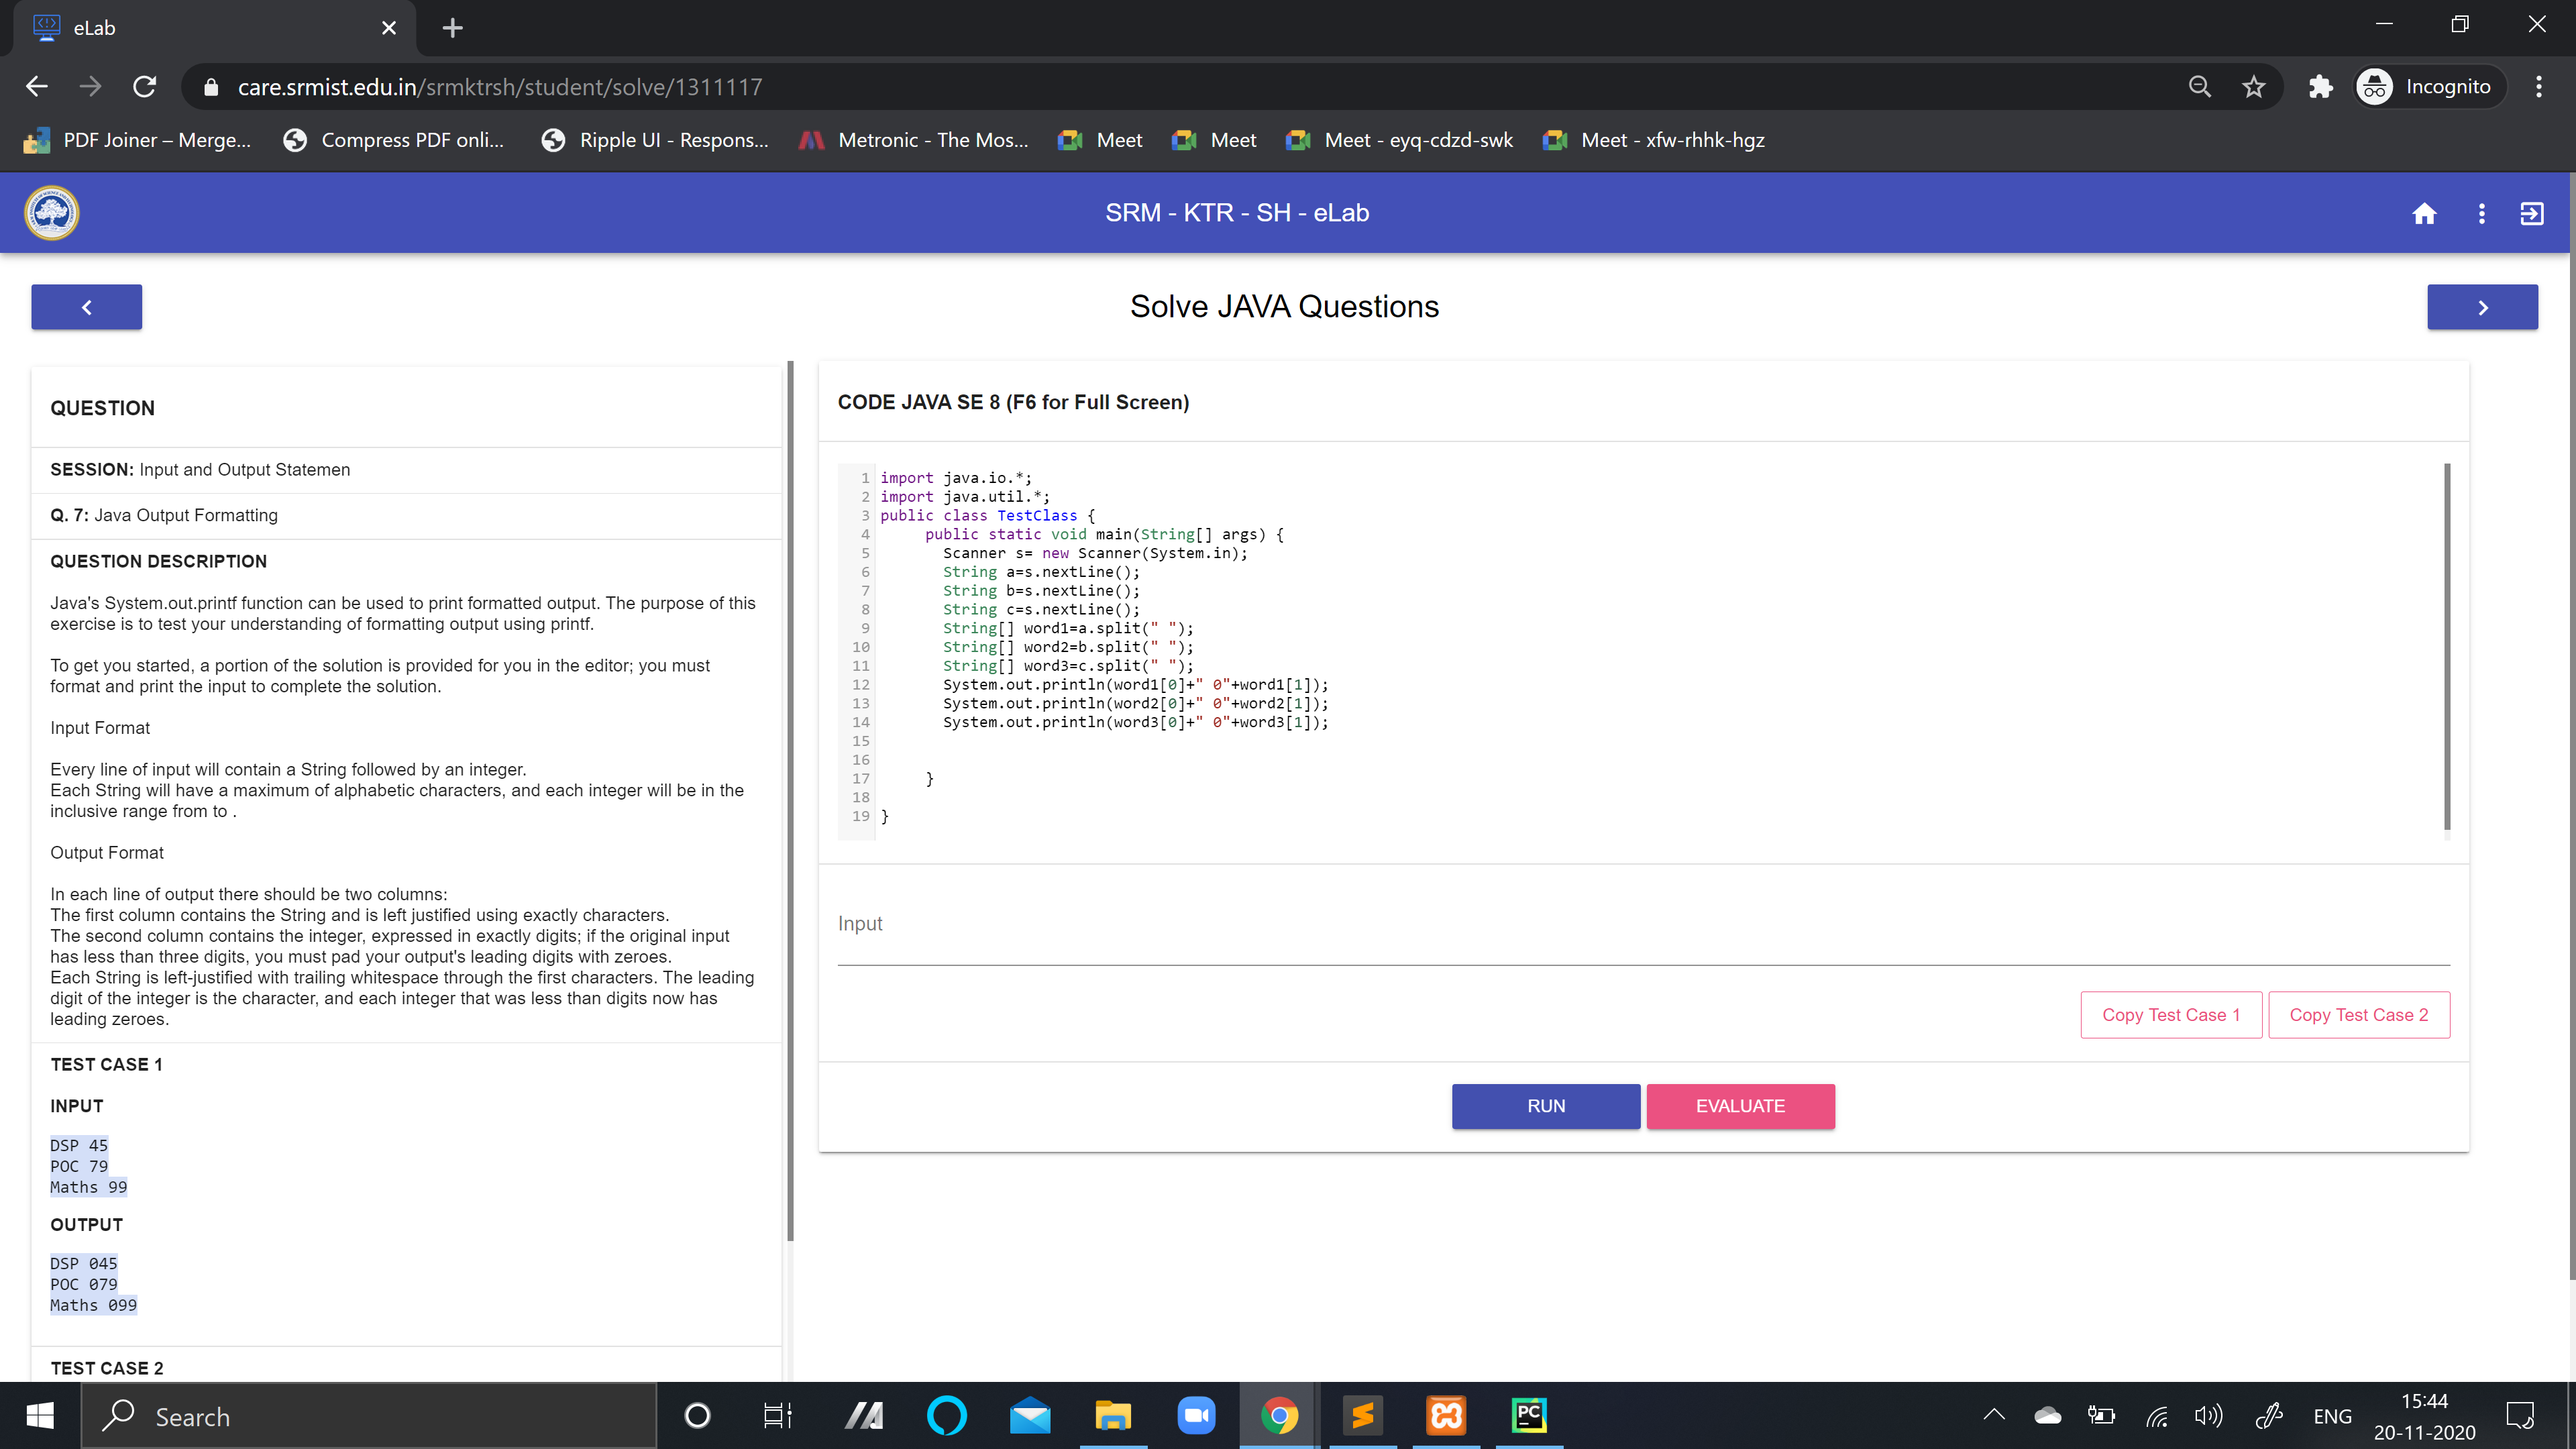 eLab
care.srmist.edu.in/srmktrsh/student/solve/1311117
Incognito
PDF Joiner – Merge...
Compress PDF onli...
Ripple UI - Respons...
Metronic - The Mos...
Meet
Meet
Meet - eyq-cdzd-swk
Meet - xfw-rhhk-hgz
SRM - KTR - SH - eLab
Solve JAVA Questions
QUESTION
SESSION: Input and Output Statemen
Q. 7: Java Output Formatting
QUESTION DESCRIPTION
Java's System.out.printf function can be used to print formatted output. The purpose of this
exercise is to test your understanding of formatting output using printf.
To get you started, a portion of the solution is provided for you in the editor; you must
format and print the input to complete the solution.
Input Format
Every line of input will contain a String followed by an integer.
Each String will have a maximum of alphabetic characters, and each integer will be in the
inclusive range from to .
Output Format
In each line of output there should be two columns:
The first column contains the String and is left justified using exactly characters.
The second column contains the integer, expressed in exactly digits; if the original input
has less than three digits, you must pad your output's leading digits with zeroes.
Each String is left-justified with trailing whitespace through the first characters. The leading
digit of the integer is the character, and each integer that was less than digits now has
leading zeroes.
TEST CASE 1
INPUT
DSP 45
POC 79
Maths 99
OUTPUT
DSP 045
POC 079
Maths 099
TEST CASE 2
CODE JAVA SE 8 (F6 for Full Screen)
1 import java.io.*;
2 import java.util.*;
3 public class TestClass {
4 public static void main(String[] args) {
5 Scanner s= new Scanner(System.in);
6 String a=s.nextLine();
7 String b=s.nextLine();
8 String c=s.nextLine();
9 String[] word1=a.split(" ");
10 String[] word2=b.split(" ");
11 String[] word3=c.split(" ");
12 System.out.println(word1[0]+" 0"+word1[1]);
13 System.out.println(word2[0]+" 0"+word2[1]);
14 System.out.println(word3[0]+" 0"+word3[1]);
15
16
17 }
18
19 }
Input
Copy Test Case 1
Copy Test Case 2
RUN
EVALUATE
Search
PC
ENG
15:44
20-11-2020